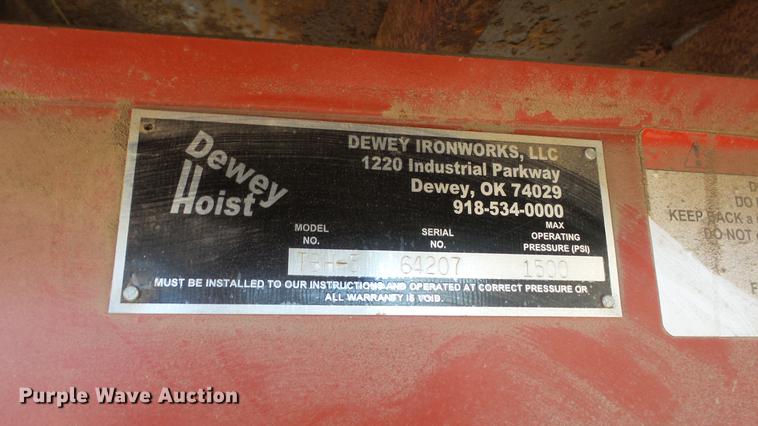 Dewey
Hoist
DEWEY IRONWORKS, LLC
1220 Industrial Parkway
Dewey, OK 74029
918-534-0000
MODEL
NO.
SERIAL
NO.
MAX
OPERATING
PRESSURE (PSI)
64207
1500
MUST BE INSTALLED TO OUR INSTRUCTIONS AND OPERATED AT CORRECT PRESSURE OR
ALL WARRANTY IS VOID.
KEEP BACK a
DO NOT
Purple Wave Auction